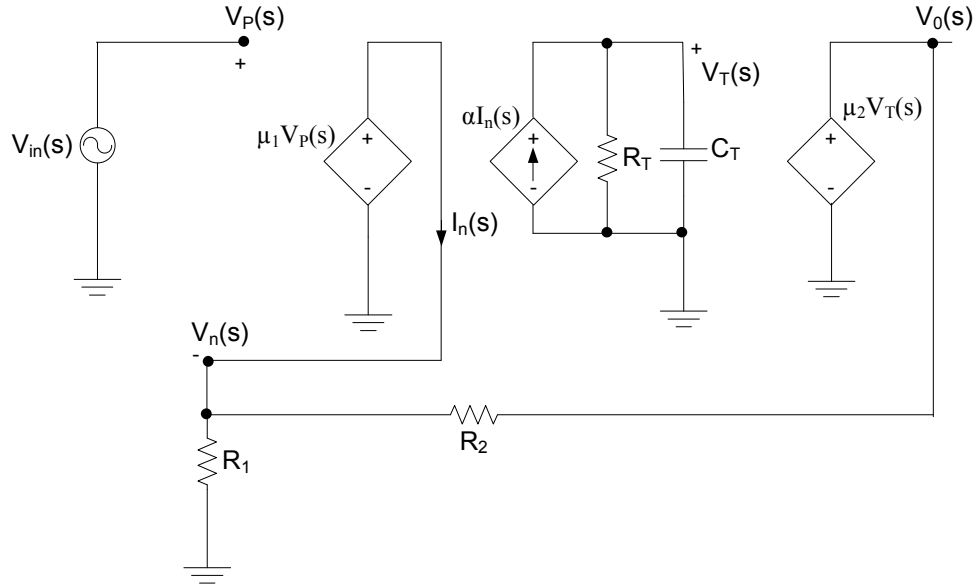 V_P(s)
+
V_0(s)
+
V_T(s)
αI_n(s)
μ_2V_T(s)
V_in(s)
μ_1V_P(s)
+
-
+
-
R_T
C_T
+
-
I_n(s)
V_n(s)
-
R_2
R_1